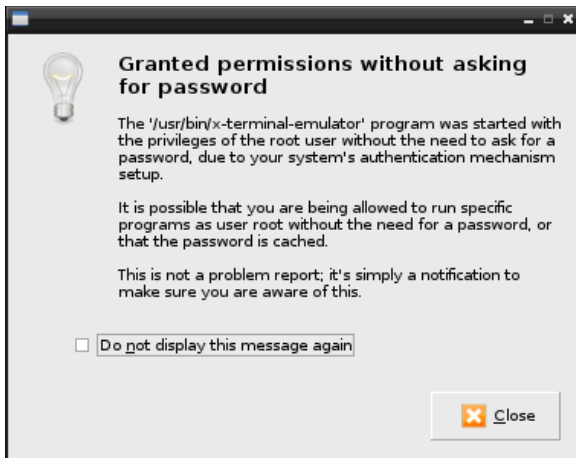 Granted permissions without asking
for password
The '/usr/bin/x-terminal-emulator' program was started with
the privileges of the root user without the need to ask for a
password, due to your system's authentication mechanism
setup.
It is possible that you are being allowed to run specific
programs as user root without the need for a password, or
that the password is cached.
This is not a problem report; it's simply a notification to
make sure you are aware of this.
Do not display this message again
Close